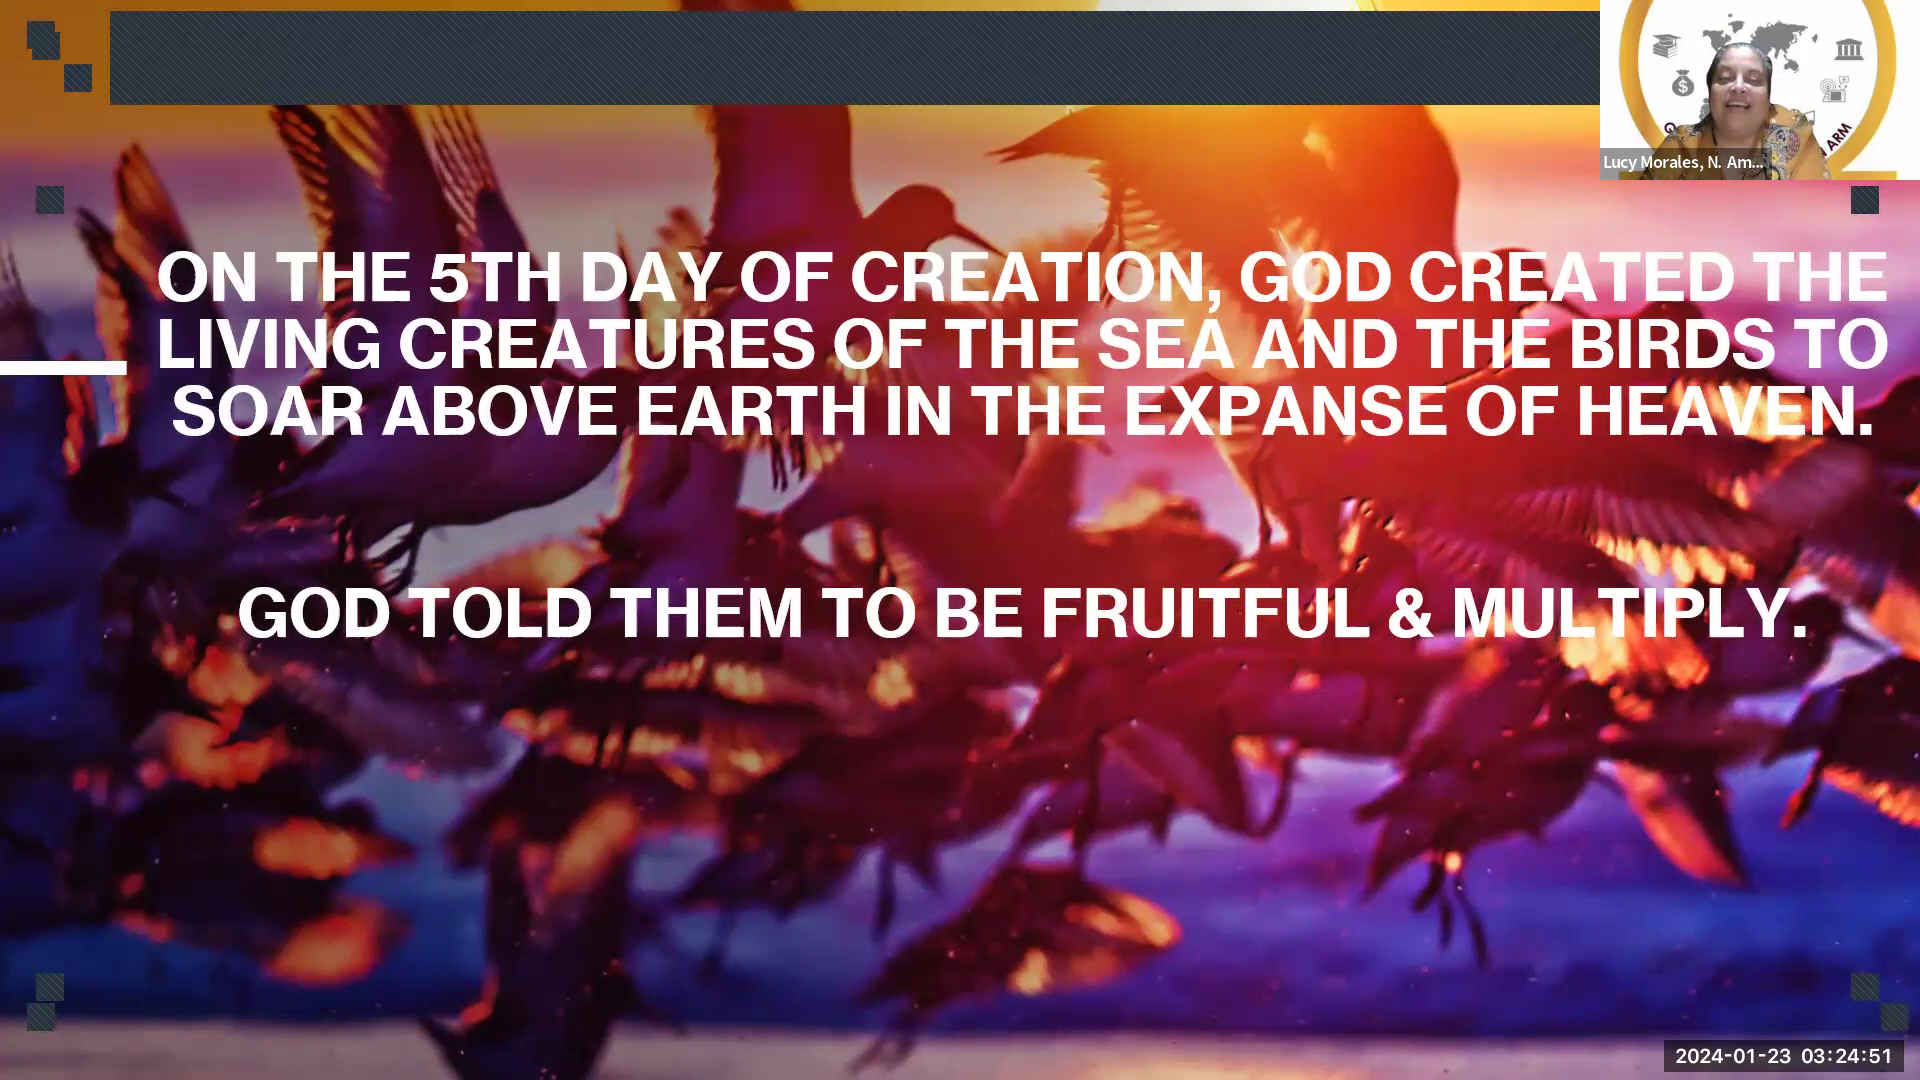 ON THE 5TH DAY OF CREATION, GOD CREATED THE
LIVING CREATURES OF THE SEA AND THE BIRDS TO
SOAR ABOVE EARTH IN THE EXPANSE OF HEAVEN.
GOD TOLD THEM TO BE FRUITFUL & MULTIPLY.
$
ARM
Lucy Morales, N. Am...
2024-01-23 03:24:51